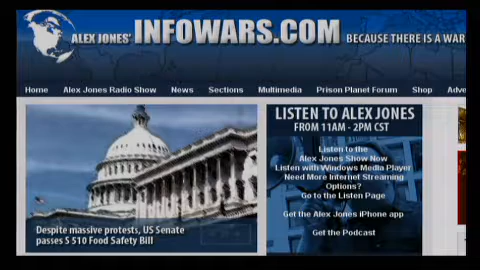 ALEX JONES' INFOWARS.COM BECAUSE THERE IS A WAR
Home Alex Jones Radio Show News Sections Multimedia Prison Planet Forum Shop Adve
LISTEN TO ALEX JONES
FROM 11AM - 2PM CST
Listen to the
Alex Jones Show Now
Listen with Windows Media Player
Need More Internet Streaming
Options?
Go to the Listen Page
Get the Alex Jones iPhone app
Get the Podcast
Despite massive protests, US Senate
passes S 510 Food Safety Bill